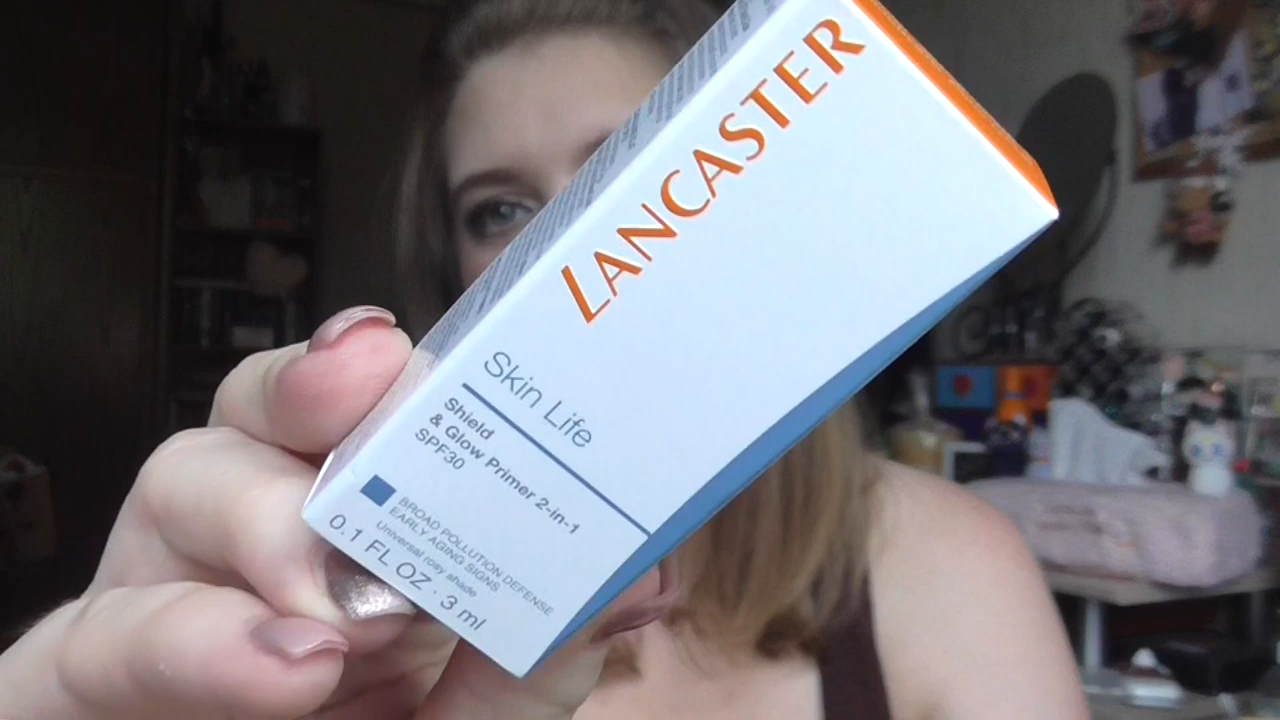 LANCASTER
Skin Life
Shield
& Glow Primer 2-in-1
SPF30
BROAD POLLUTION DEFENSE
EARLY AGING SIGNS
Universal rosy shade
0.1 FL OZ · 3 ml